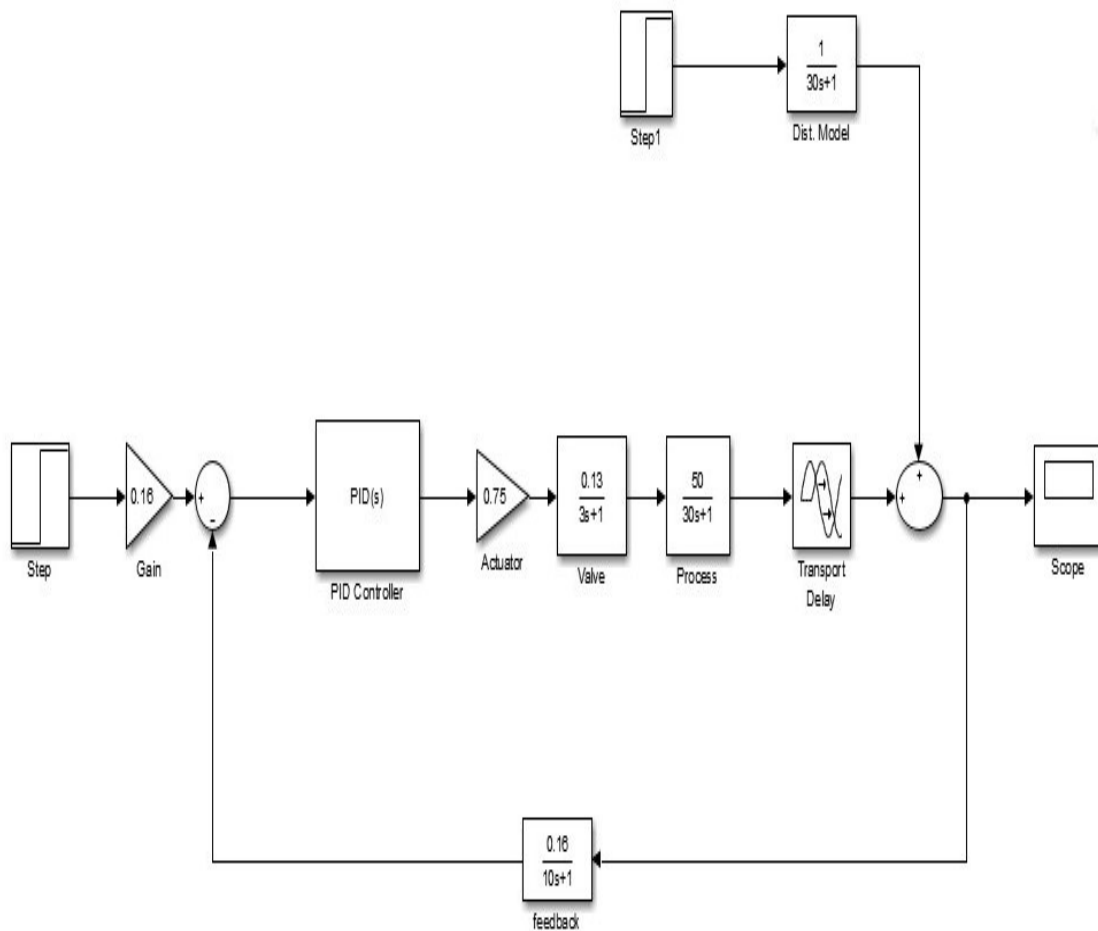 1
30s+1
Step1
Dist. Model
+
0.16
+
-
PID(s)
0.75
0.13
3s+1
50
30s+1
+
Step
Gain
PID Controller
Actuator
Valve
Process
Transport
Delay
Scope
0.16
10s+1
feedback